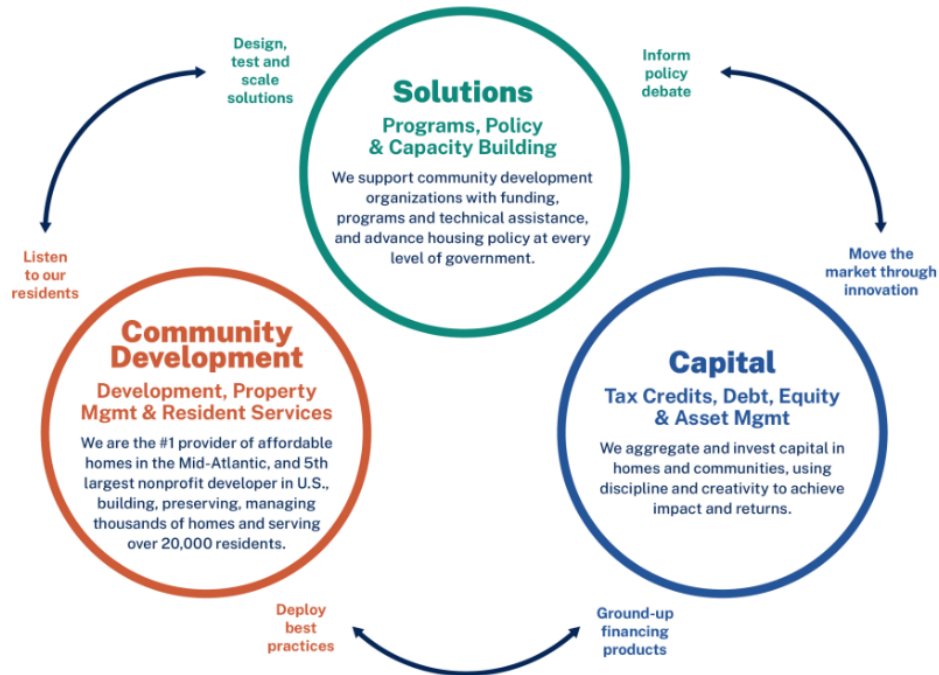 Design,
test and
scale
solutions
Inform
policy
debate
Solutions
Programs, Policy
& Capacity Building
We support community development
organizations with funding,
programs and technical assistance,
and advance housing policy at every
level of government.
Listen
to our
residents
Move the
market through
innovation
Community
Development
Development, Property
Mgmt & Resident Services
We are the #1 provider of affordable
homes in the Mid-Atlantic, and 5th
largest nonprofit developer in U.S.,
building, preserving, managing
thousands of homes and serving
over 20,000 residents.
Capital
Tax Credits, Debt, Equity
& Asset Mgmt
We aggregate and invest capital in
homes and communities, using
discipline and creativity to achieve
impact and returns.
Deploy
best
practices
Ground-up
financing
products